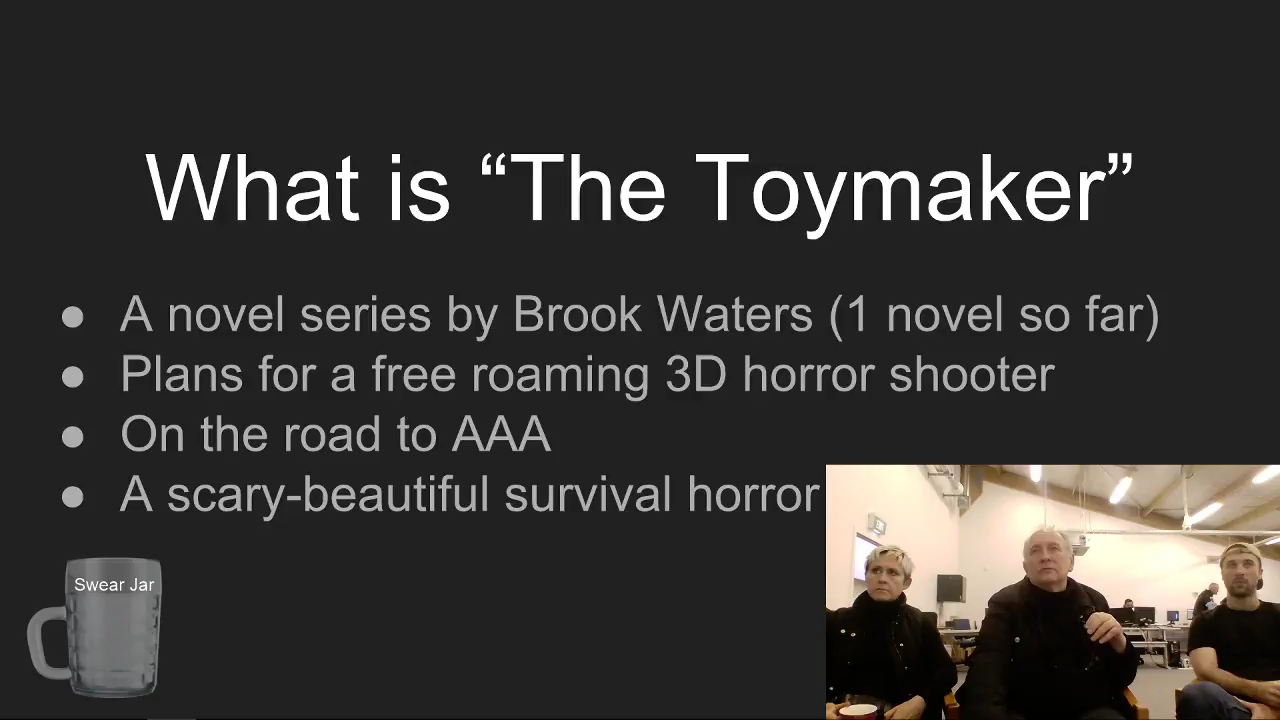 What is “The Toymaker”
● A novel series by Brook Waters (1 novel so far)
● Plans for a free roaming 3D horror shooter
● On the road to AAA
● A scary-beautiful survival horror
Swear Jar